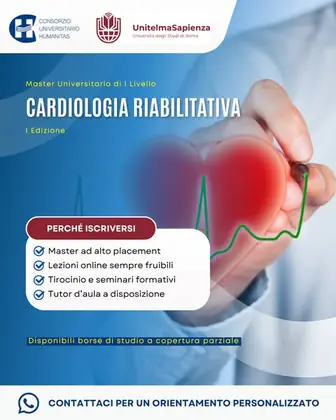 CONSORZIO
UNIVERSITARIO
HUMANITAS
UnitelmaSapienza
Università degli Studi di Roma
Master Universitario di I Livello
CARDIOLOGIA RIABILITATIVA
I Edizione
PERCHÉ ISCRIVERSI
Master ad alto placement
Lezioni online sempre fruibili
Tirocinio e seminari formativi
Tutor d'aula a disposizione
Disponibili borse di studio a copertura parziale
CONTATTACI PER UN ORIENTAMENTO PERSONALIZZATO